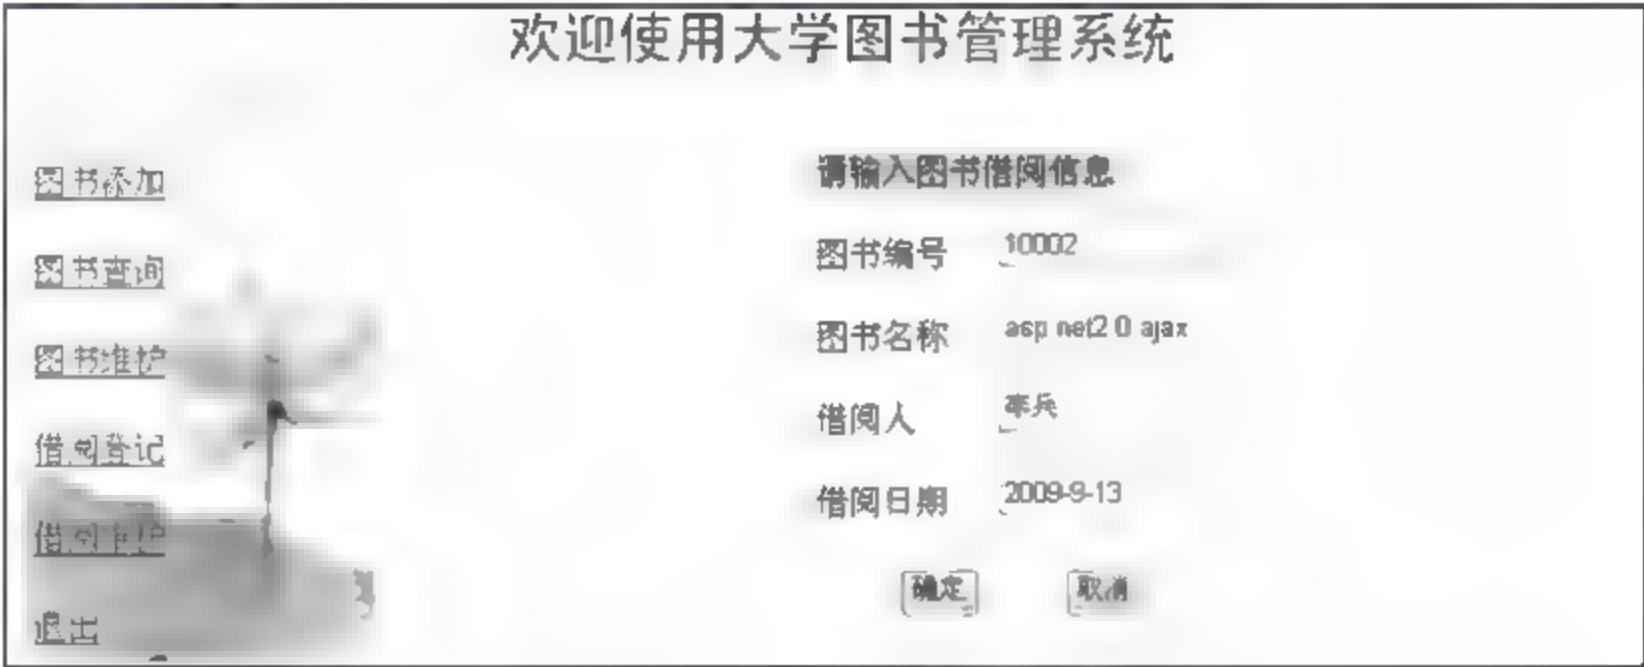 欢迎使用大学图书管理系统
图书添加
图书查询
图书维护
借阅登记
借阅维护
退出
请输入图书借阅信息
图书编号 10002
图书名称 asp net2 0 ajax
借阅人 李兵
借阅日期 2009-9-13
确定 取消